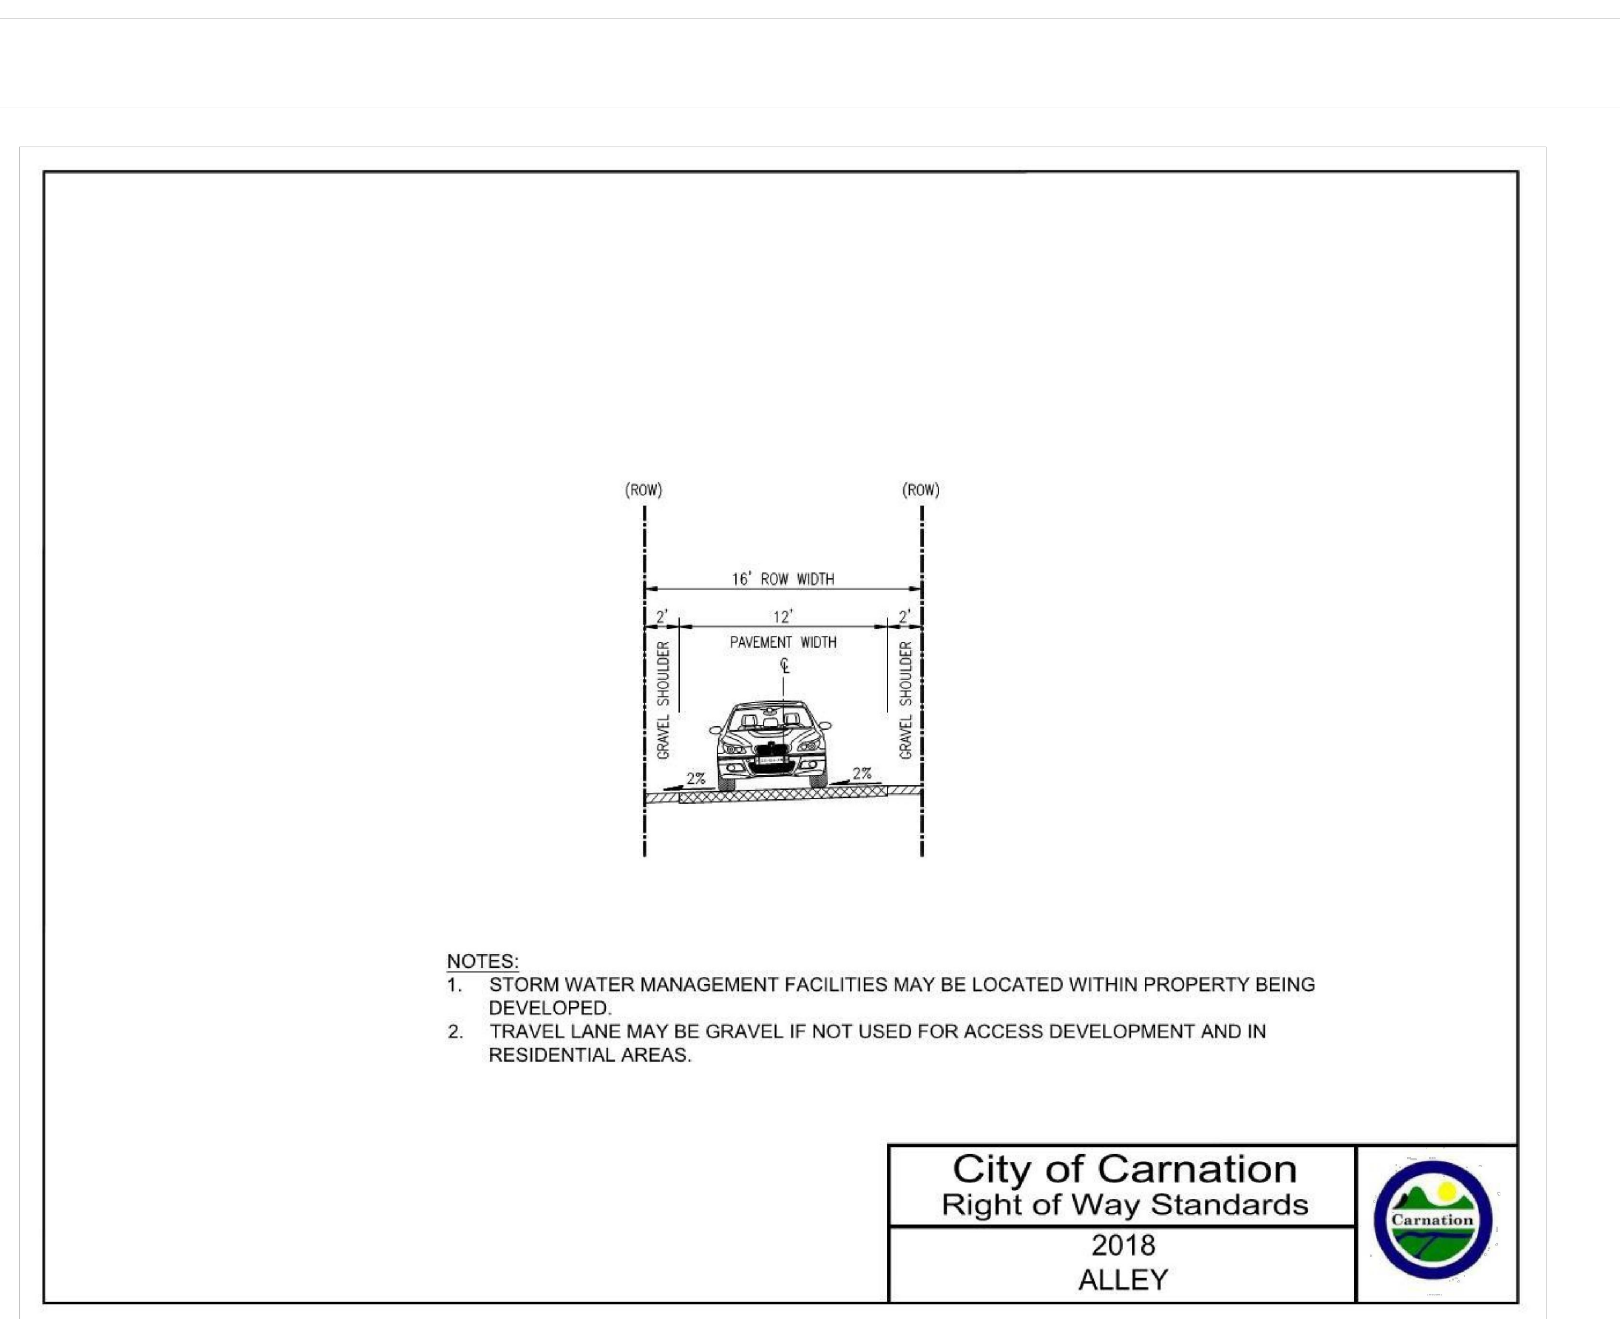 (ROW)
(ROW)
16' ROW WIDTH
2'
12'
2'
PAVEMENT WIDTH
℄
GRAVEL SHOULDER
GRAVEL SHOULDER
2%
2%
NOTES:
1. STORM WATER MANAGEMENT FACILITIES MAY BE LOCATED WITHIN PROPERTY BEING
DEVELOPED.
2. TRAVEL LANE MAY BE GRAVEL IF NOT USED FOR ACCESS DEVELOPMENT AND IN
RESIDENTIAL AREAS.
City of Carnation
Right of Way Standards
2018
ALLEY
Carnation